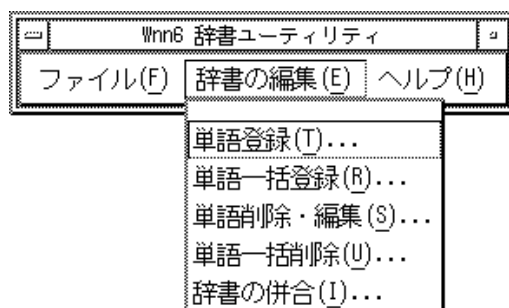 Wnn6 辞書ユーティリティ
ファイル(F) 辞書の編集(E) ヘルプ(H)
単語登録(T)...
単語一括登録(R)...
単語削除・編集(S)...
単語一括削除(U)...
辞書の併合(I)...